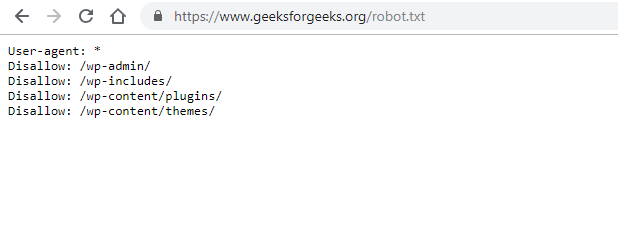 https://www.geeksforgeeks.org/robot.txt
User-agent: *
Disallow: /wp-admin/
Disallow: /wp-includes/
Disallow: /wp-content/plugins/
Disallow: /wp-content/themes/